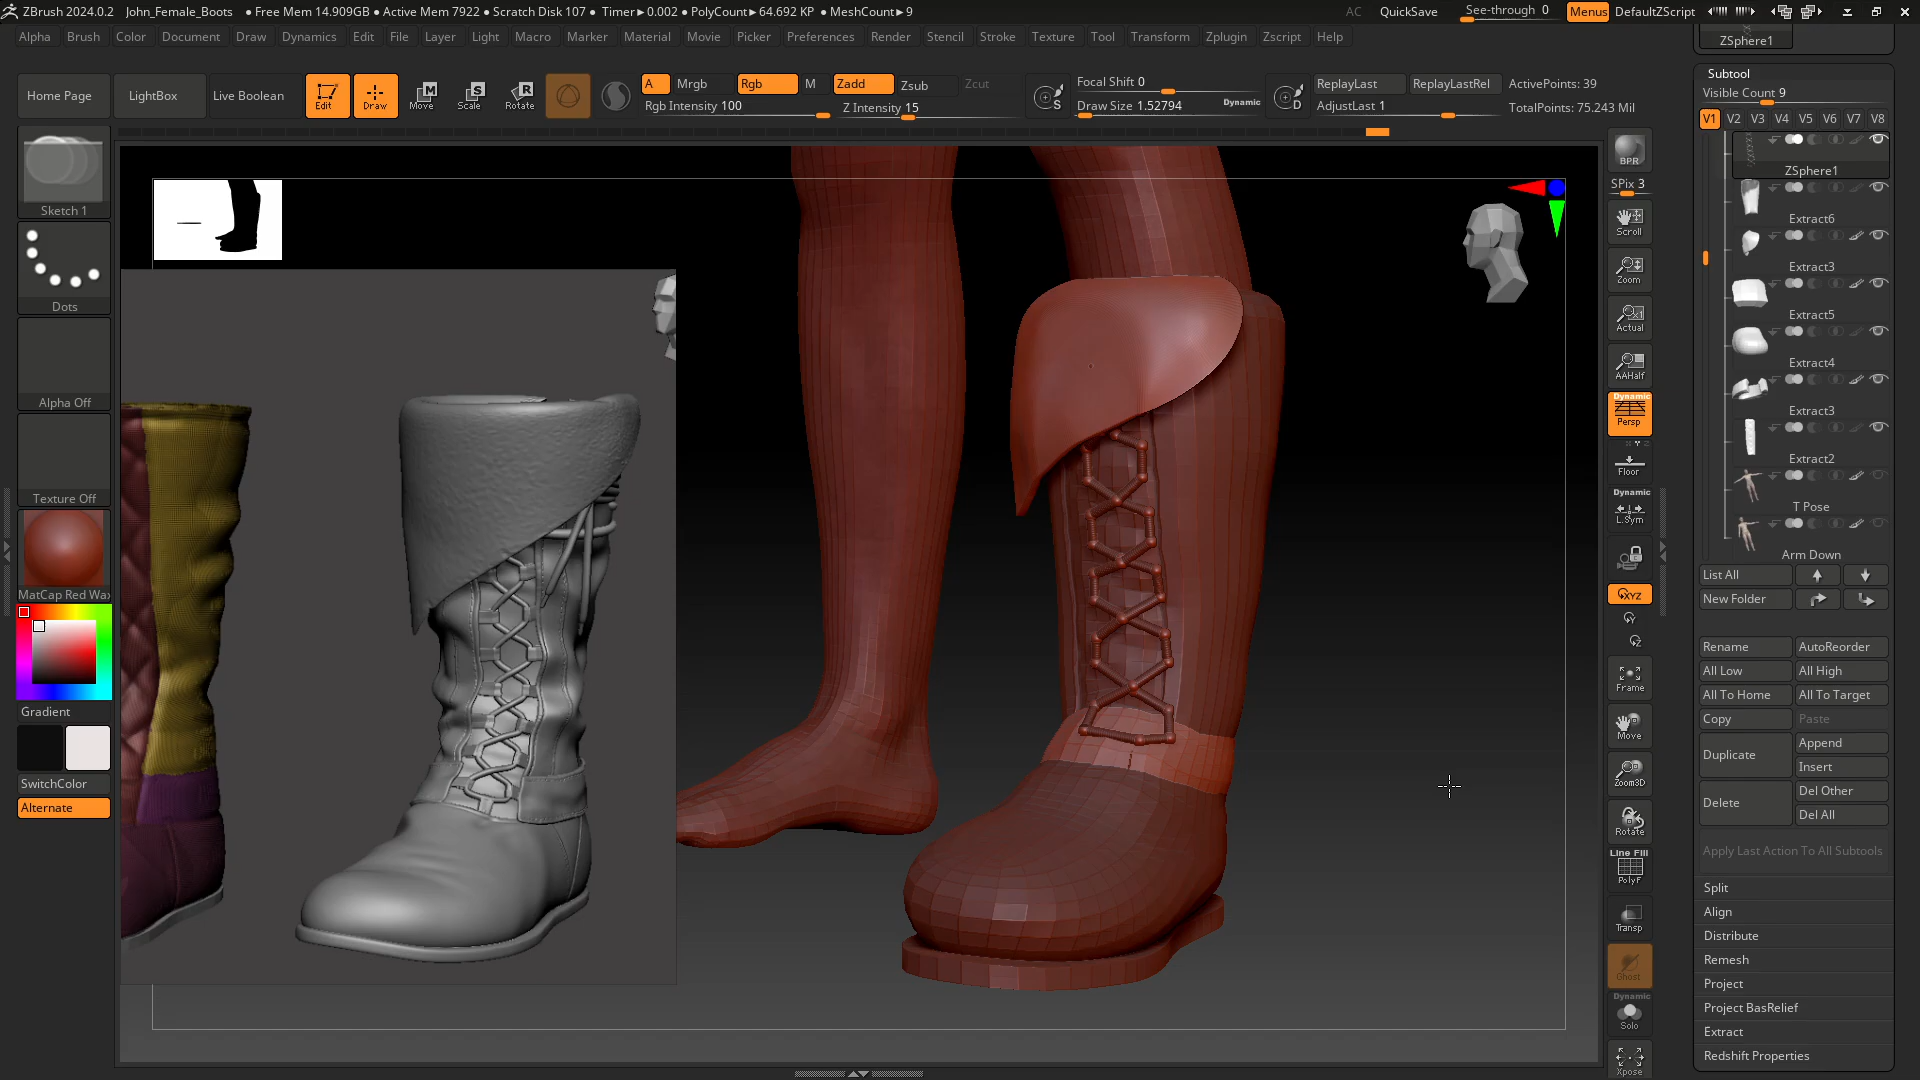 ZBrush 2024.0.2 John_Female_Boots ● Free Mem 14.909GB ● Active Mem 7922 ● Scratch Disk 107 ● Timer▸0.002 ● PolyCount▸64.692 KP ● MeshCount▸9 AC QuickSave See-through 0 Menus DefaultZScript
Alpha Brush Color Document Draw Dynamics Edit File Layer Light Macro Marker Material Movie Picker Preferences Render Stencil Stroke Texture Tool Transform Zplugin Zscript Help
ZSphere1
Home Page LightBox Live Boolean Edit Draw Move Scale Rotate
A Mrgb Rgb M Zadd Zsub Zcut
Rgb Intensity 100 Z Intensity 15
S Focal Shift 0
Draw Size 1.52794 Dynamic
D ReplayLast ReplayLastRel
AdjustLast 1
ActivePoints: 39
TotalPoints: 75.243 Mil
Sketch 1
Dots
Alpha Off
Texture Off
MatCap Red Wax
Gradient
SwitchColor
Alternate
BPR
SPix 3
Scroll
Zoom
Actual
AAHalf
Dynamic
Persp
Floor
Dynamic
L.Sym
XYZ
Y
Z
Frame
Move
Zoom3D
Rotate
Line Fill
PolyF
Transp
Ghost
Dynamic
Solo
Xpose
Subtool
Visible Count 9
V1 V2 V3 V4 V5 V6 V7 V8
ZSphere1
Extract6
Extract3
Extract5
Extract4
Extract3
Extract2
T Pose
Arm Down
List All
New Folder
Rename AutoReorder
All Low All High
All To Home All To Target
Copy Paste
Duplicate Append
Insert
Delete Del Other
Del All
Apply Last Action To All Subtools
Split
Align
Distribute
Remesh
Project
Project BasRelief
Extract
Redshift Properties